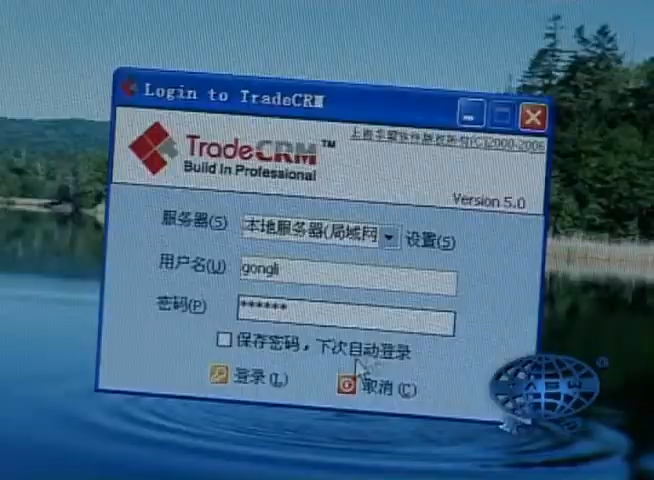 Login to TradeCRM
TradeCRM™
Build In Professional
(C)2000-2006
Version 5.0
服务器(S)
本地服务器(局域网
设置(S)
用户名(U)
gongli
密码(P)
******
保存密码，下次自动登录
登录(L)
取消(C)
®